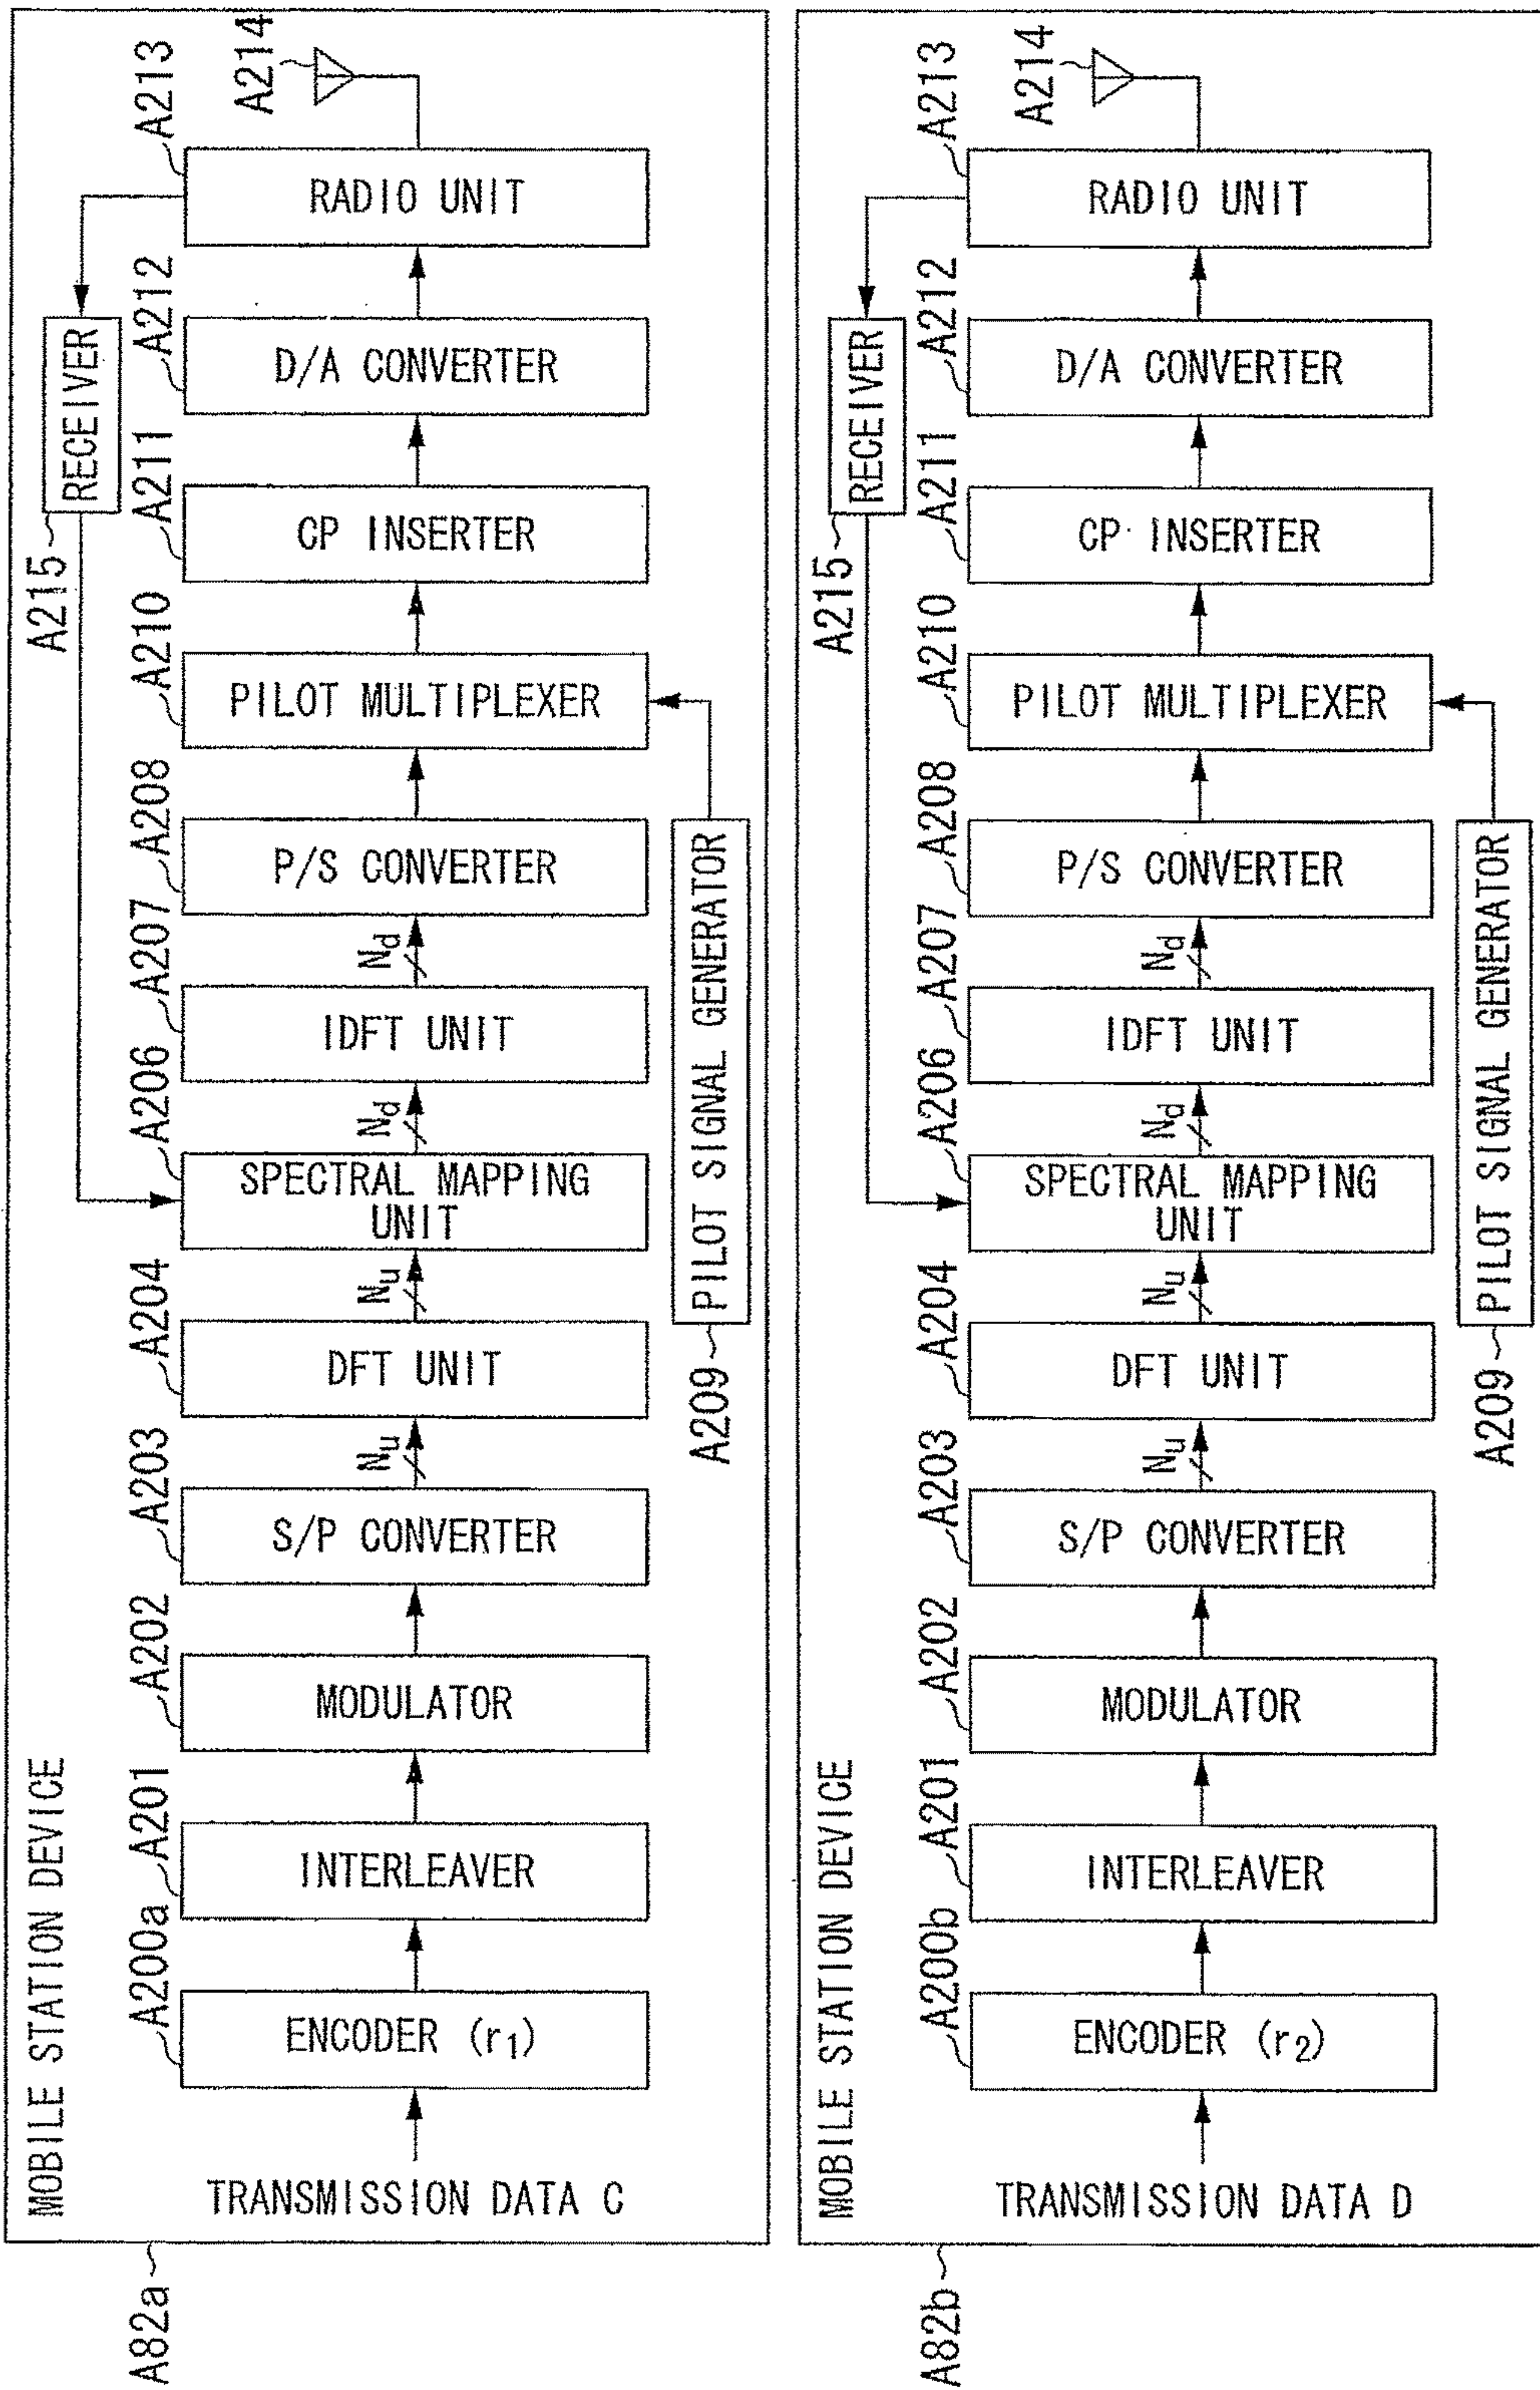 A82a
MOBILE STATION DEVICE
TRANSMISSION DATA C
A200a
ENCODER (r1)
A201
INTERLEAVER
A202
MODULATOR
A203
S/P CONVERTER
Nu
A204
DFT UNIT
Nu
A206
SPECTRAL MAPPING
UNIT
Nd
A207
IDFT UNIT
Nd
A208
P/S CONVERTER
A209
PILOT SIGNAL GENERATOR
A210
PILOT MULTIPLEXER
A211
CP INSERTER
A212
D/A CONVERTER
A213
RADIO UNIT
A214
A215
RECEIVER
A82b
MOBILE STATION DEVICE
TRANSMISSION DATA D
A200b
ENCODER (r2)
A201
INTERLEAVER
A202
MODULATOR
A203
S/P CONVERTER
Nu
A204
DFT UNIT
Nu
A206
SPECTRAL MAPPING
UNIT
Nd
A207
IDFT UNIT
Nd
A208
P/S CONVERTER
A209
PILOT SIGNAL GENERATOR
A210
PILOT MULTIPLEXER
A211
CP INSERTER
A212
D/A CONVERTER
A213
RADIO UNIT
A214
A215
RECEIVER